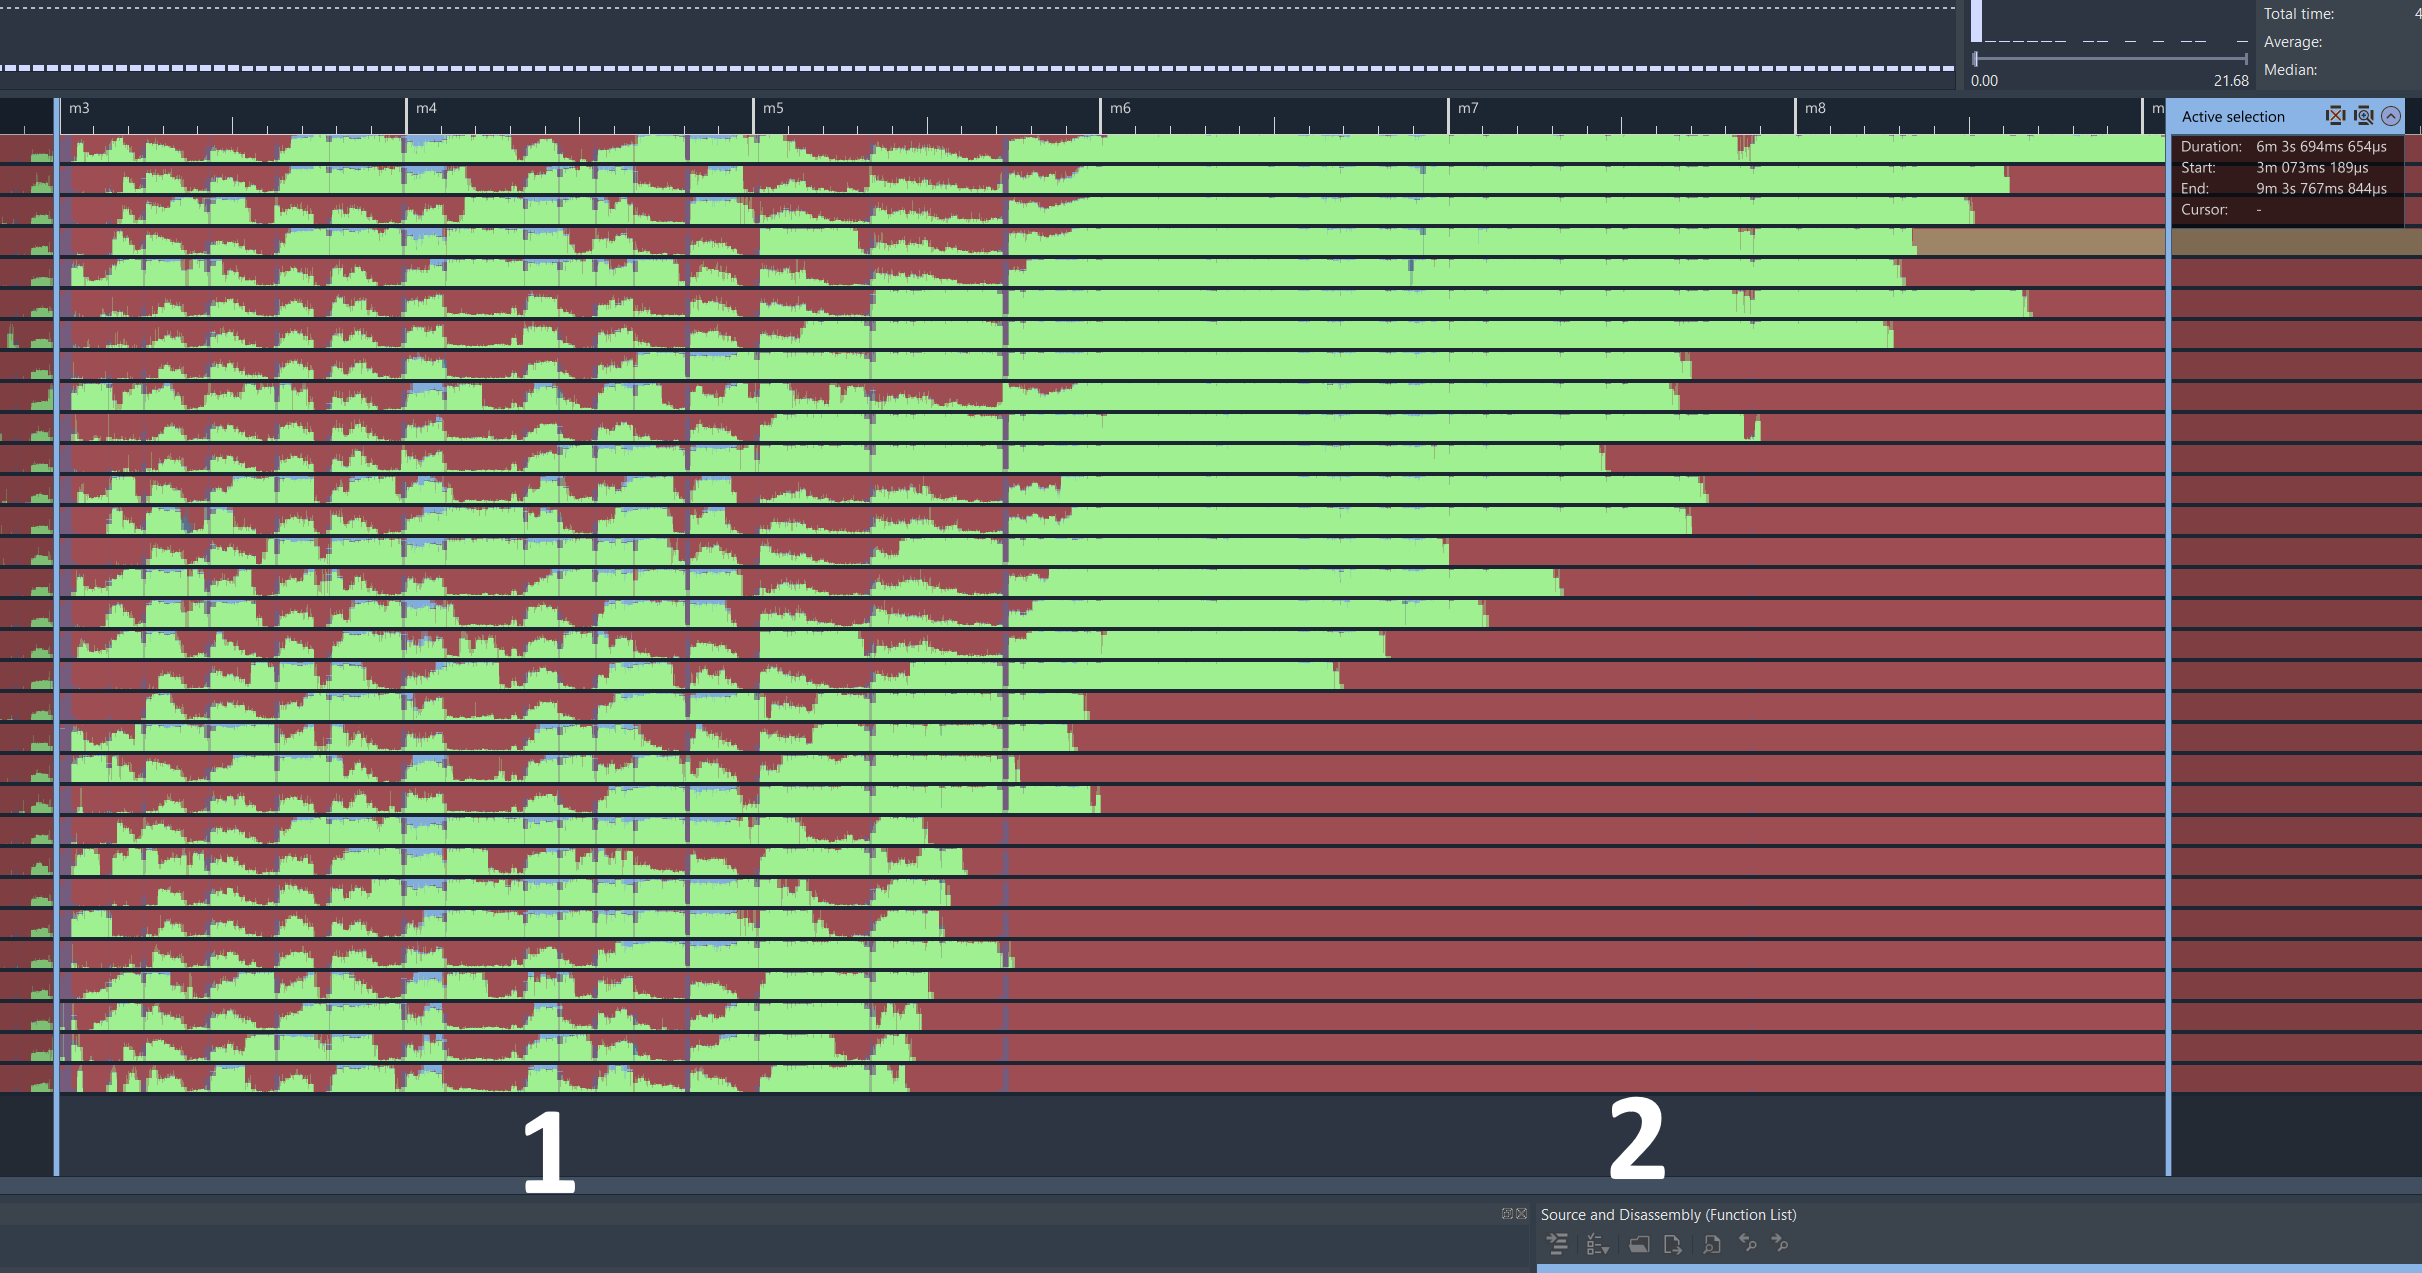 Total time: 4
Average:
Median:
0.00 21.68
m3 m4 m5 m6 m7 m8 m
Active selection
Duration: 6m 3s 694ms 654µs
Start: 3m 073ms 189µs
End: 9m 3s 767ms 844µs
Cursor: -
1 2
Source and Disassembly (Function List)